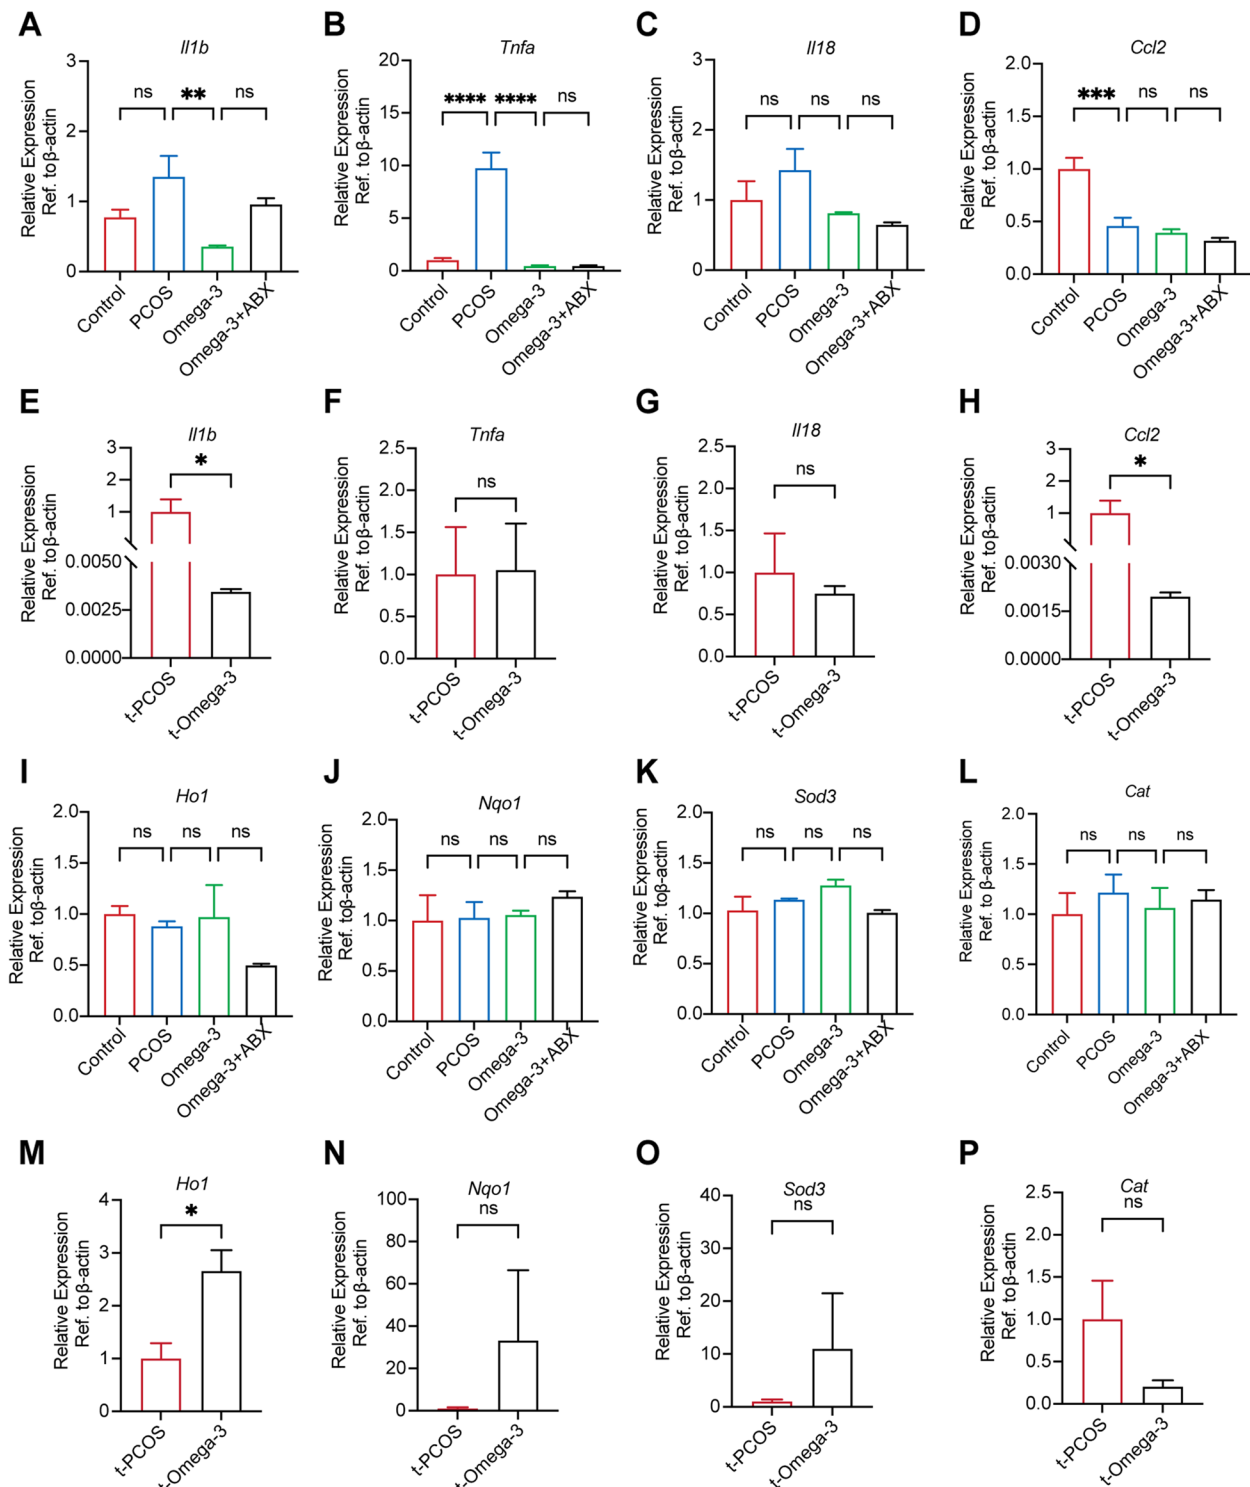 A
Il1b
Relative Expression
Ref. toβ-actin
3
2
1
0
ns
**
ns
Control
PCOS
Omega-3
Omega-3+ABX
B
Tnfa
Relative Expression
Ref. toβ-actin
20
15
10
5
0
****
****
ns
Control
PCOS
Omega-3
Omega-3+ABX
C
Il18
Relative Expression
Ref. toβ-actin
3
2
1
0
ns
ns
ns
Control
PCOS
Omega-3
Omega-3+ABX
D
Ccl2
Relative Expression
Ref. toβ-actin
2.0
1.5
1.0
0.5
0.0
***
ns
ns
Control
PCOS
Omega-3
Omega-3+ABX
E
Il1b
Relative Expression
Ref. toβ-actin
3
2
1
0.0050
0.0025
0.0000
*
t-PCOS
t-Omega-3
F
Tnfa
Relative Expression
Ref. toβ-actin
2.5
2.0
1.5
1.0
0.5
0.0
ns
t-PCOS
t-Omega-3
G
Il18
Relative Expression
Ref. toβ-actin
2.5
2.0
1.5
1.0
0.5
0.0
ns
t-PCOS
t-Omega-3
H
Ccl2
Relative Expression
Ref. toβ-actin
3
2
1
0.0030
0.0015
0.0000
*
t-PCOS
t-Omega-3
I
Ho1
Relative Expression
Ref. toβ-actin
2.0
1.5
1.0
0.5
0.0
ns
ns
ns
Control
PCOS
Omega-3
Omega-3+ABX
J
Nqo1
Relative Expression
Ref. toβ-actin
2.0
1.5
1.0
0.5
0.0
ns
ns
ns
Control
PCOS
Omega-3
Omega-3+ABX
K
Sod3
Relative Expression
Ref. toβ-actin
2.0
1.5
1.0
0.5
0.0
ns
ns
ns
Control
PCOS
Omega-3
Omega-3+ABX
L
Cat
Relative Expression
Ref. to β-actin
2.0
1.5
1.0
0.5
0.0
ns
ns
ns
Control
PCOS
Omega-3
Omega-3+ABX
M
Ho1
Relative Expression
Ref. toβ-actin
4
3
2
1
0
*
t-PCOS
t-Omega-3
N
Nqo1
Relative Expression
Ref. toβ-actin
100
80
60
40
20
0
ns
t-PCOS
t-Omega-3
O
Sod3
Relative Expression
Ref. toβ-actin
40
30
20
10
0
ns
t-PCOS
t-Omega-3
P
Cat
Relative Expression
Ref. toβ-actin
2.5
2.0
1.5
1.0
0.5
0.0
ns
t-PCOS
t-Omega-3